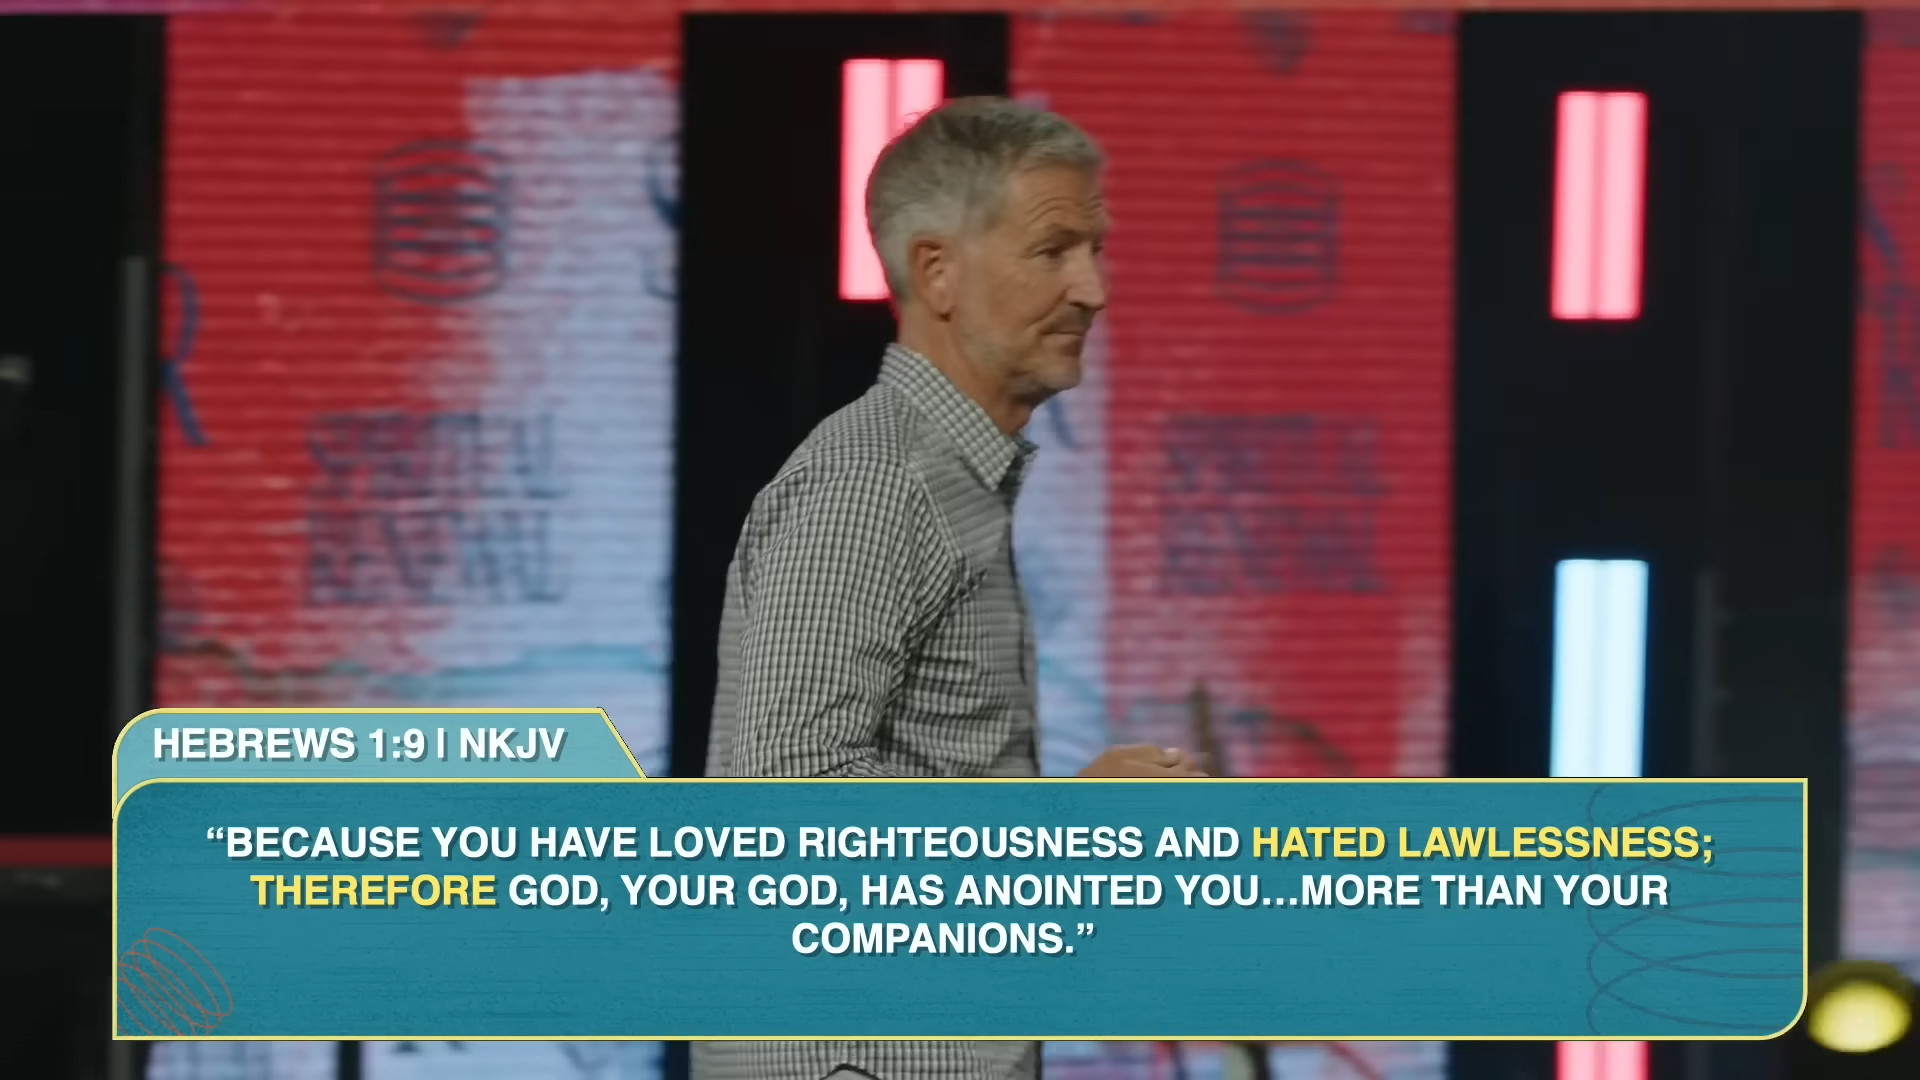 HEBREWS 1:9 | NKJV
“BECAUSE YOU HAVE LOVED RIGHTEOUSNESS AND HATED LAWLESSNESS;
THEREFORE GOD, YOUR GOD, HAS ANOINTED YOU...MORE THAN YOUR
COMPANIONS.”